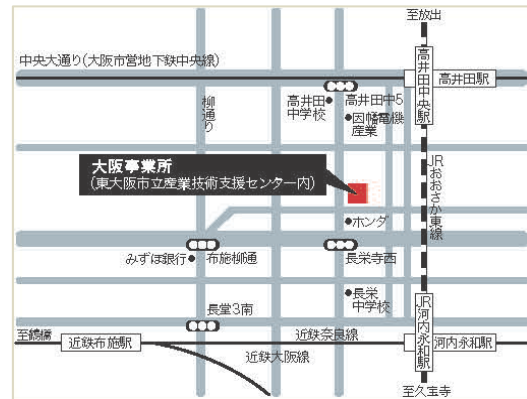 至放出
中央大通り(大阪市営地下鉄中央線)
高井田中央駅
高井田駅
柳通り
高井田
中学校
高井田中5
因幡電機
産業
大阪事業所
(東大阪市立産業技術支援センター内)
JRおおさか東線
ホンダ
みずほ銀行
布施柳通
長栄寺西
長栄
中学校
長堂3南
至鶴橋
近鉄布施駅
近鉄奈良線
近鉄大阪線
JR河内永和駅
河内永和駅
至久宝寺